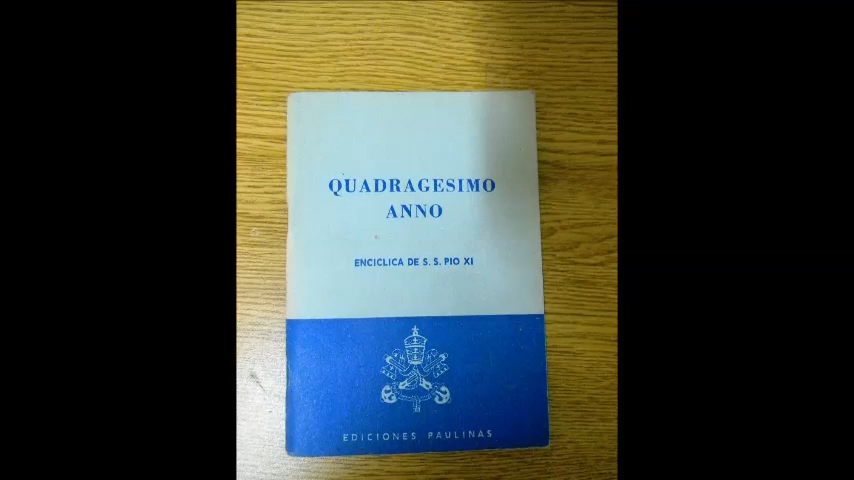 QUADRAGESIMO
ANNO
ENCICLICA DE S. S. PIO XI
EDICIONES PAULINAS